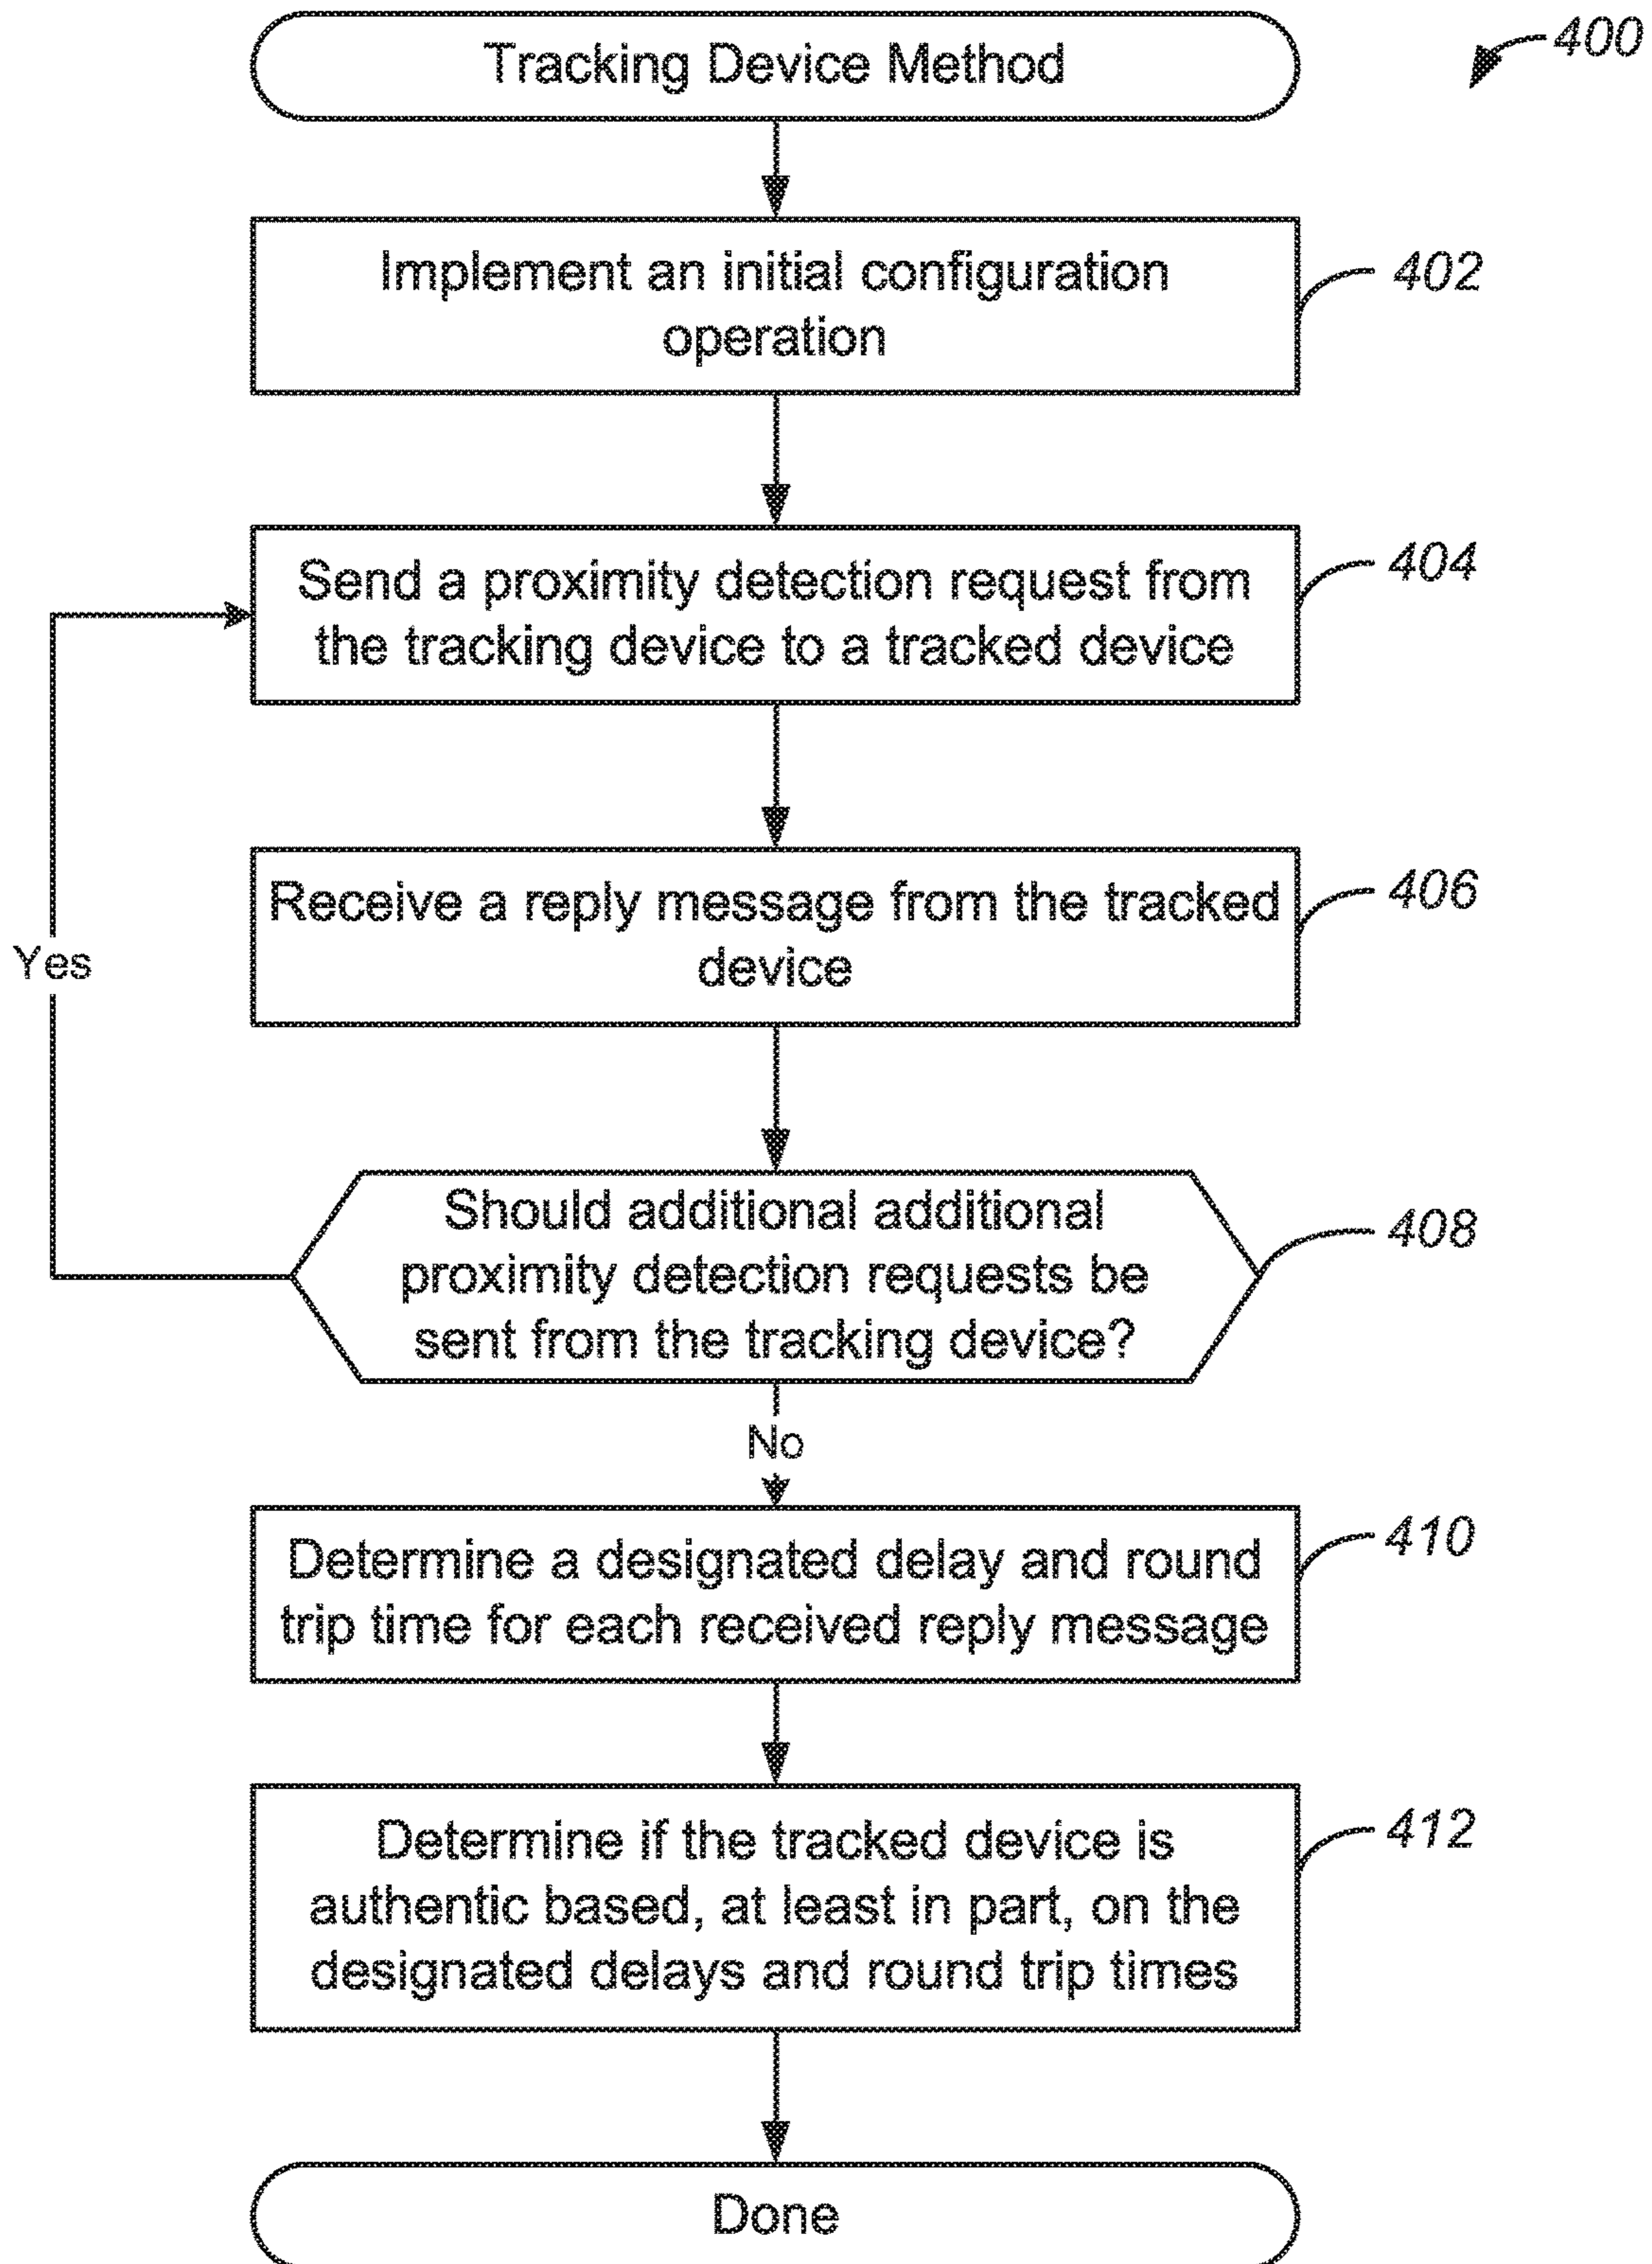 Tracking Device Method
400
Implement an initial configuration
operation
402
Send a proximity detection request from
the tracking device to a tracked device
404
Receive a reply message from the tracked
device
406
Yes
Should additional additional
proximity detection requests be
sent from the tracking device?
408
No
Determine a designated delay and round
trip time for each received reply message
410
Determine if the tracked device is
authentic based, at least in part, on the
designated delays and round trip times
412
Done